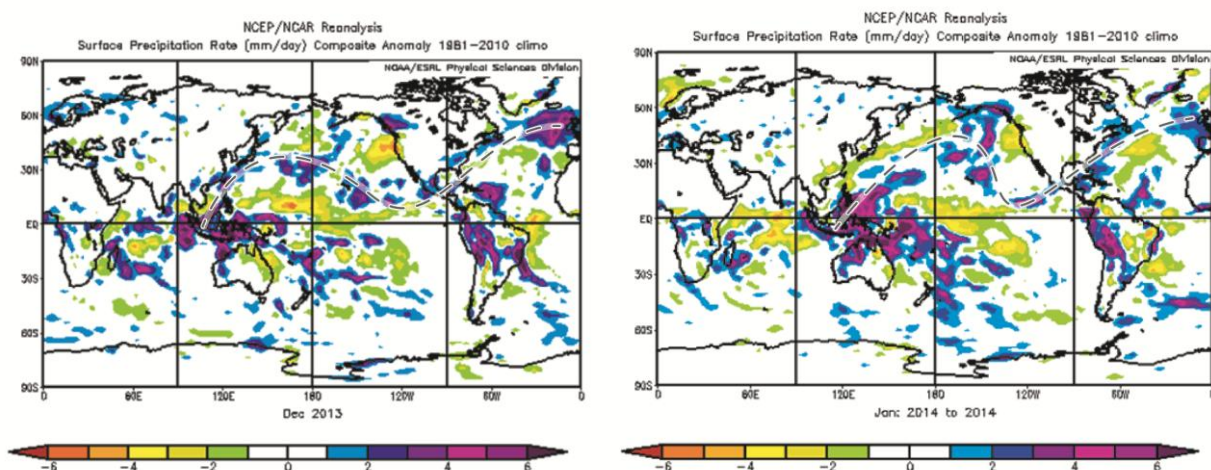 NCEP/NCAR Reanalysis
Surface Precipitation Rate (mm/day) Composite Anomaly 1981-2010 climo
NOAA/ESRL Physical Sciences Division
90N
60N
30N
EQ
30S
60S
90S
0 60E 120E 180 120W 60W 0
Dec 2013
-6 -4 -2 0 2 4 6
NCEP/NCAR Reanalysis
Surface Precipitation Rate (mm/day) Composite Anomaly 1981-2010 climo
NOAA/ESRL Physical Sciences Division
90N
60N
30N
EQ
30S
60S
90S
0 60E 120E 180 120W 60W 0
Jan: 2014 to 2014
-6 -4 -2 0 2 4 6